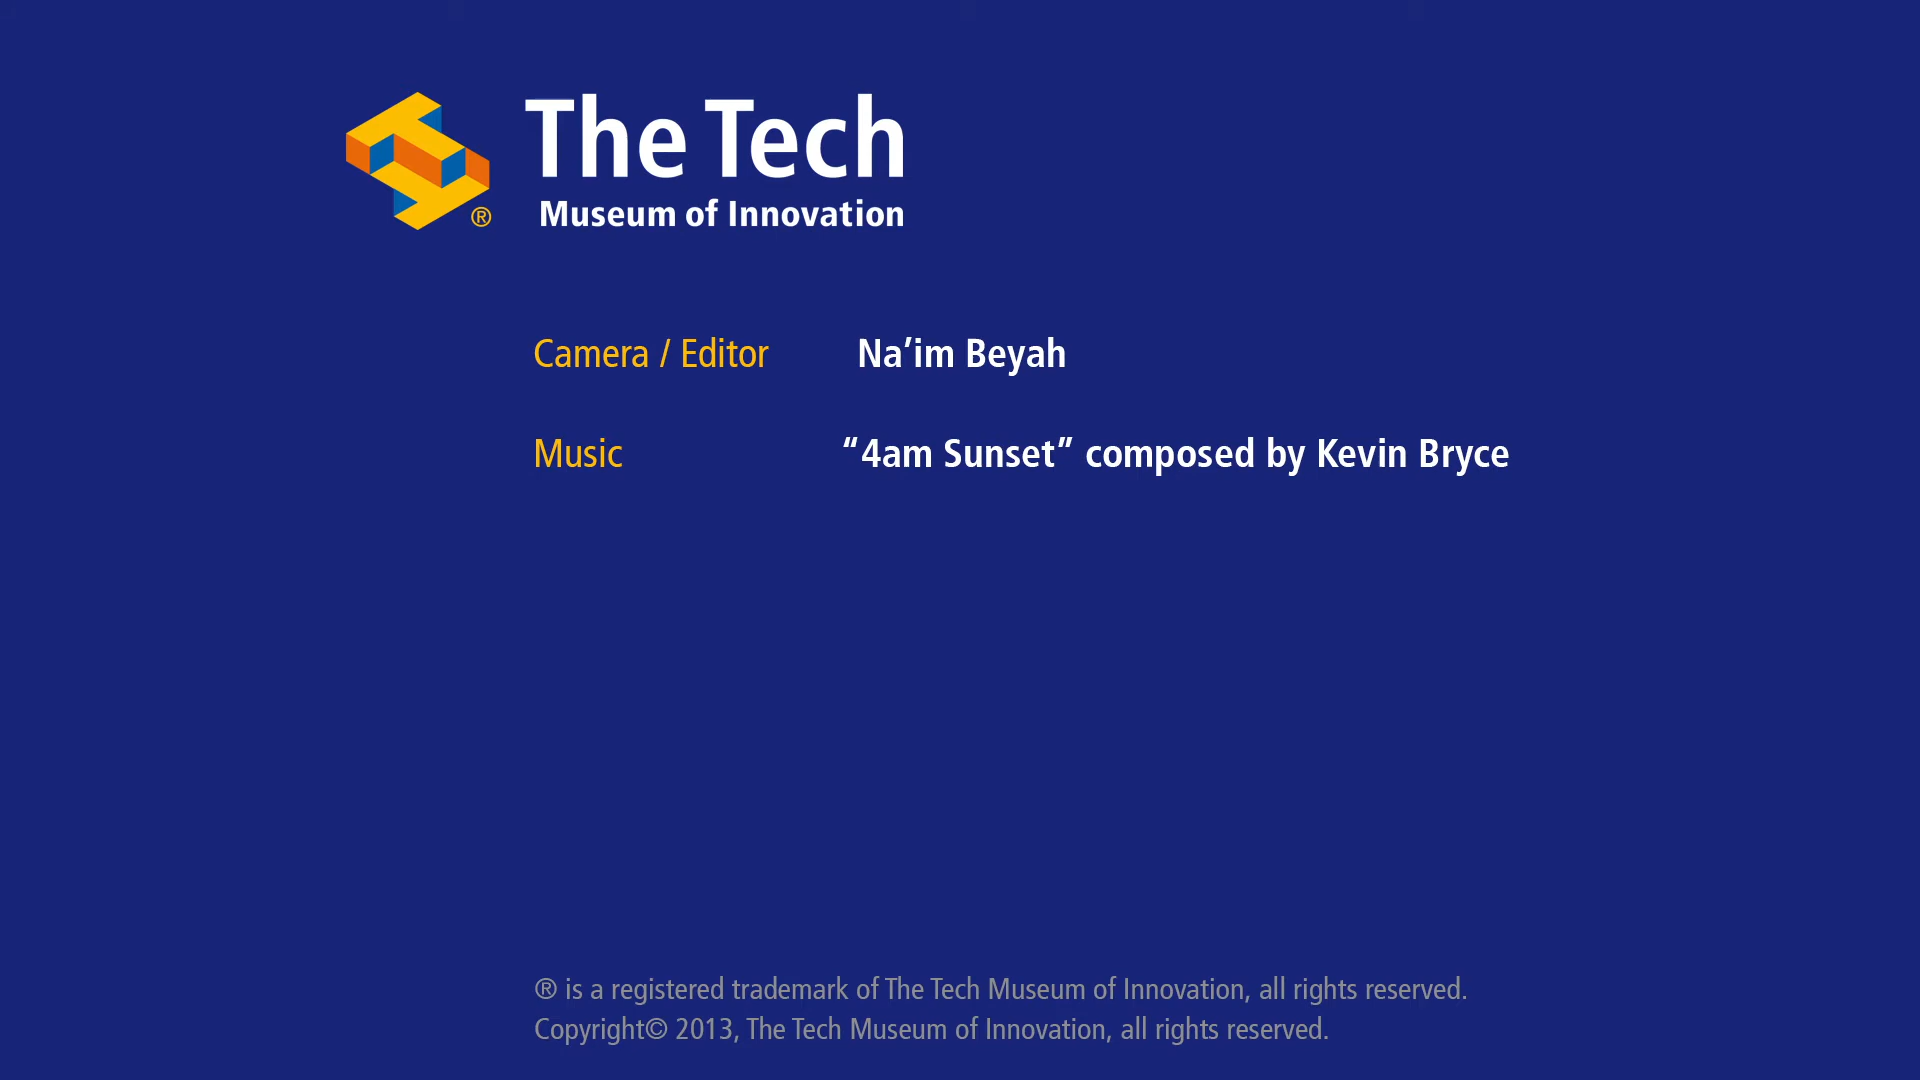 The Tech
Museum of Innovation
®
Camera / Editor Na’im Beyah
Music “4am Sunset” composed by Kevin Bryce
® is a registered trademark of The Tech Museum of Innovation, all rights reserved.
Copyright© 2013, The Tech Museum of Innovation, all rights reserved.